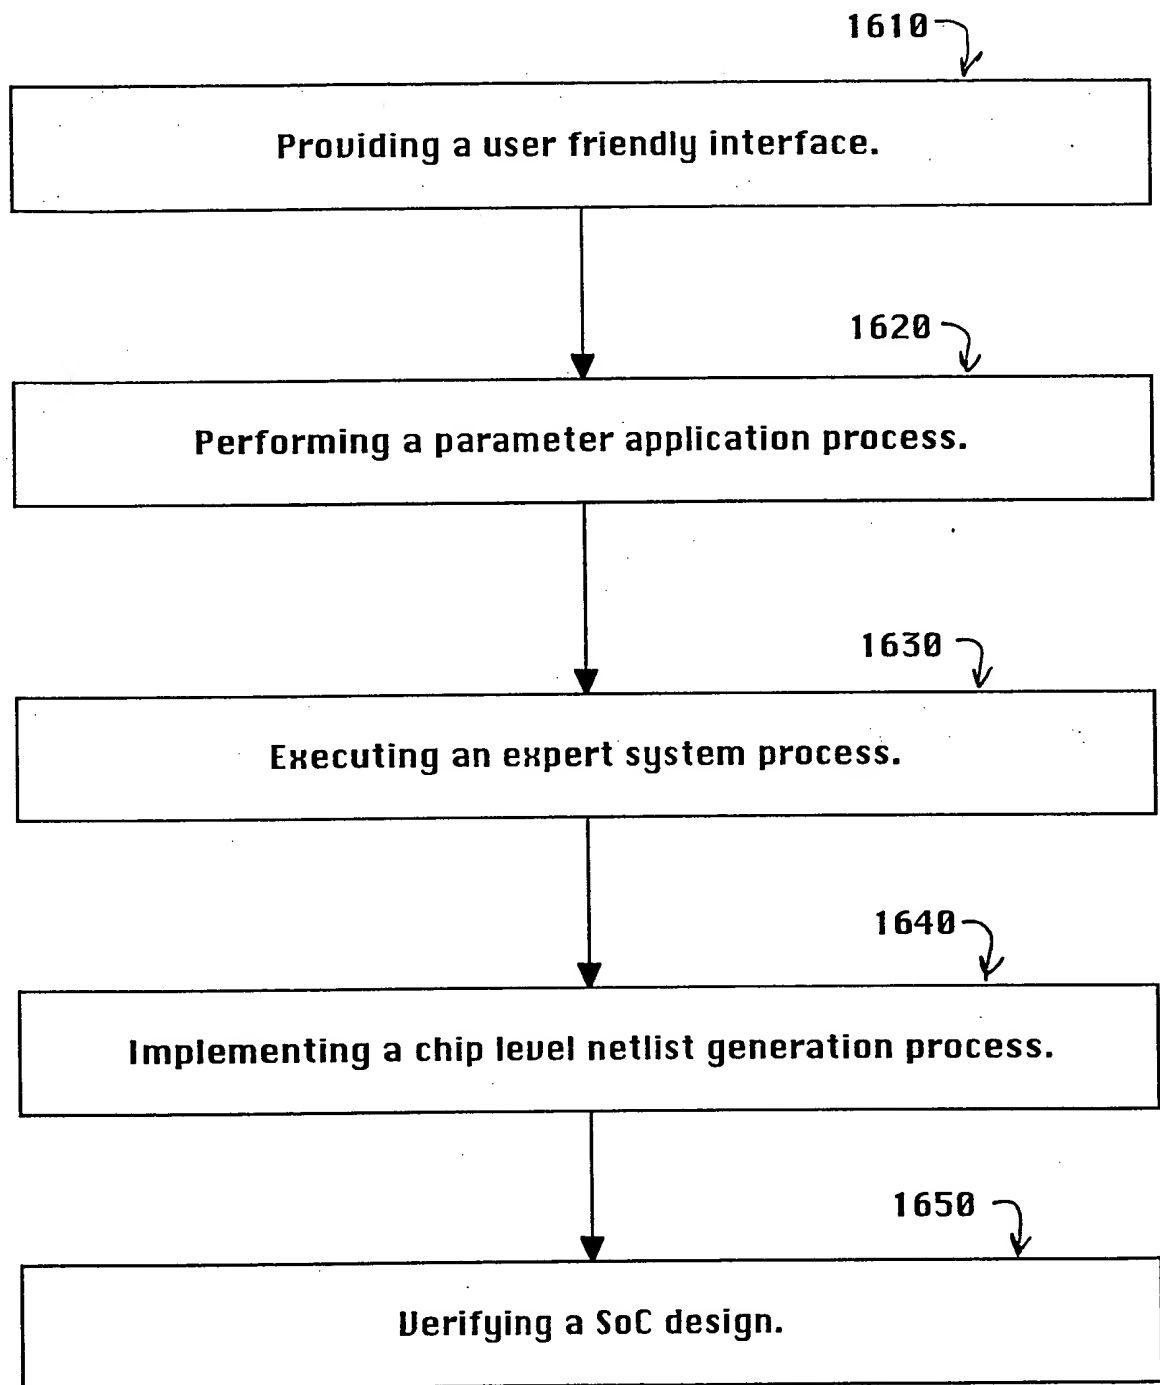 1610
Providing a user friendly interface.
1620
Performing a parameter application process.
1630
Executing an expert system process.
1640
Implementing a chip level netlist generation process.
1650
Verifying a SoC design.